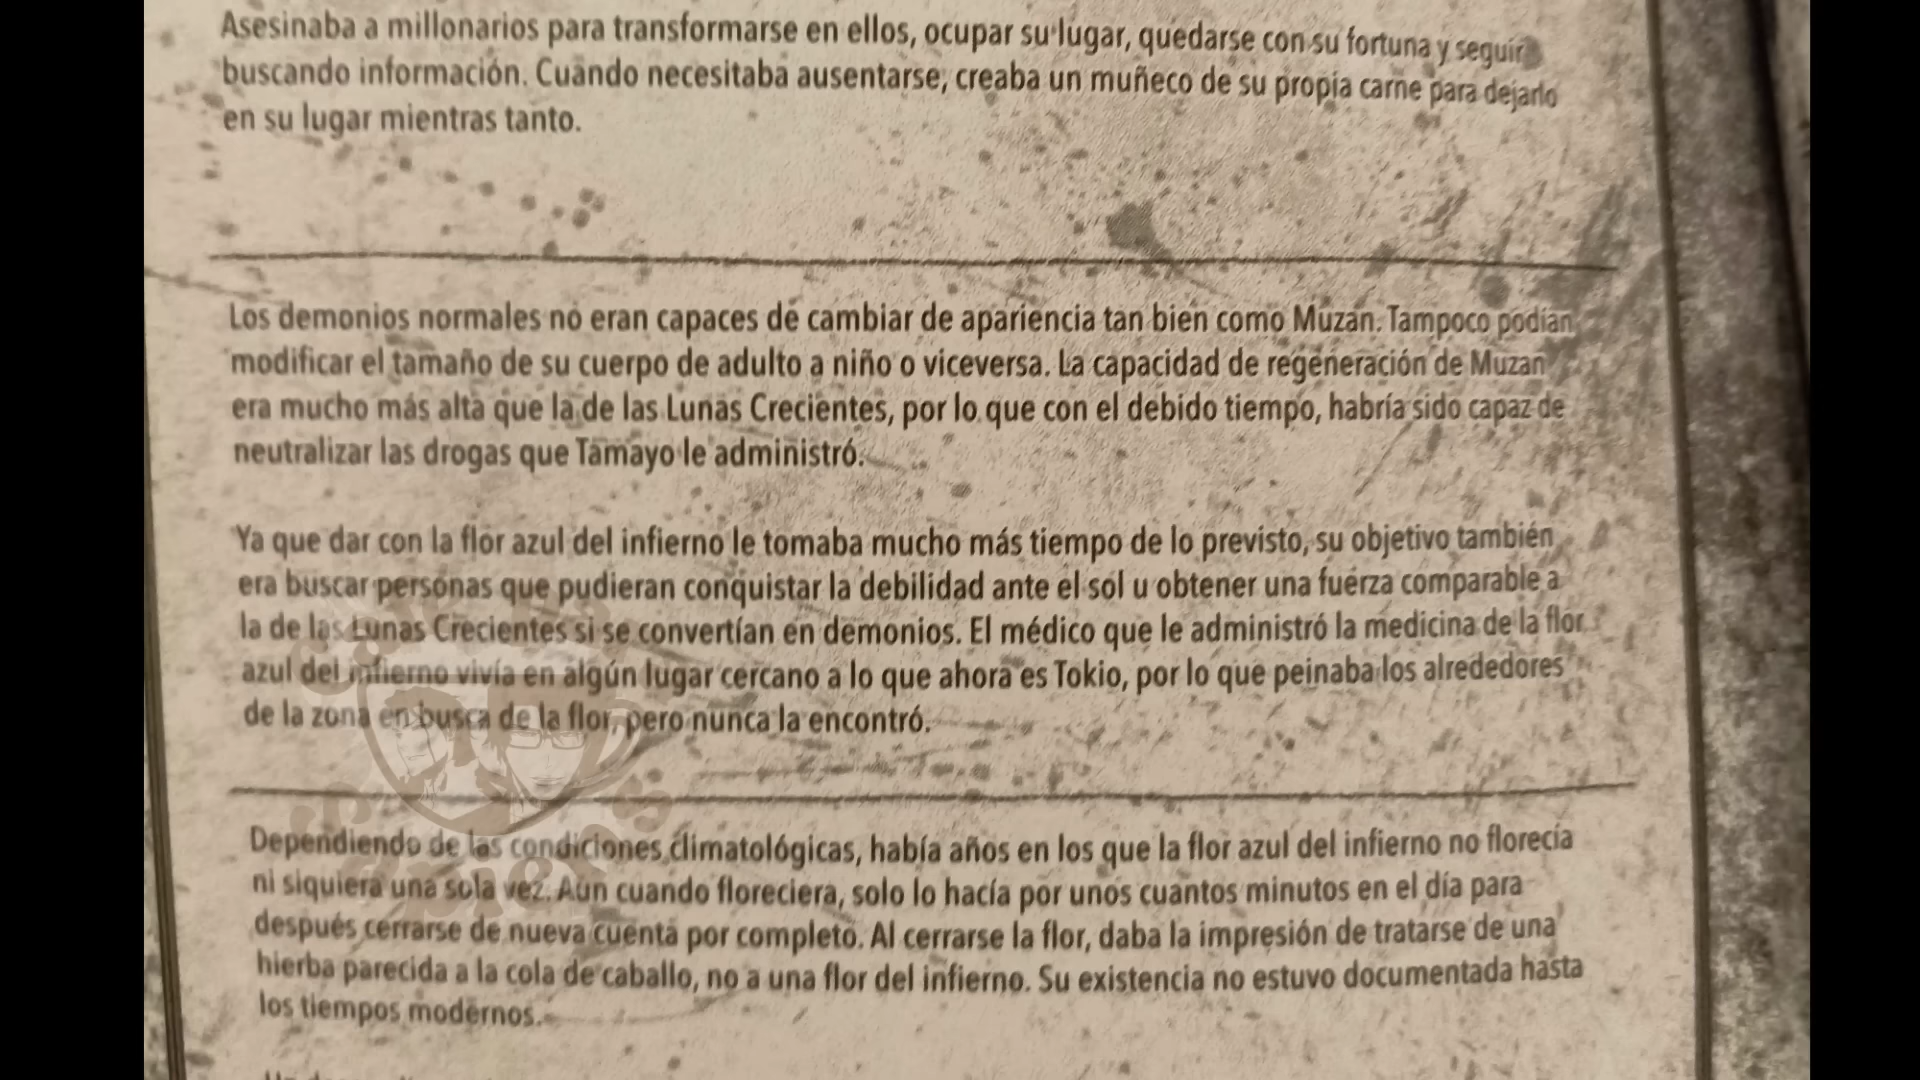 Asesinaba a millonarios para transformarse en ellos, ocupar su lugar, quedarse con su fortuna y seguir
buscando información. Cuando necesitaba ausentarse, creaba un muñeco de su propia carne para dejarlo
en su lugar mientras tanto.
Los demonios normales no eran capaces de cambiar de apariencia tan bien como Muzan. Tampoco podían
modificar el tamaño de su cuerpo de adulto a niño o viceversa. La capacidad de regeneración de Muzan
era mucho más alta que la de las Lunas Crecientes, por lo que con el debido tiempo, habría sido capaz de
neutralizar las drogas que Tamayo le administró.
Ya que dar con la flor azul del infierno le tomaba mucho más tiempo de lo previsto, su objetivo también
era buscar personas que pudieran conquistar la debilidad ante el sol u obtener una fuerza comparable a
la de las Lunas Crecientes si se convertían en demonios. El médico que le administró la medicina de la flor
azul del infierno vivía en algún lugar cercano a lo que ahora es Tokio, por lo que peinaba los alrededores
de la zona en busca de la flor, pero nunca la encontró.
Dependiendo de las condiciones climatológicas, había años en los que la flor azul del infierno no florecía
ni siquiera una sola vez. Aun cuando floreciera, solo lo hacía por unos cuantos minutos en el día para
después cerrarse de nueva cuenta por completo. Al cerrarse la flor, daba la impresión de tratarse de una
hierba parecida a la cola de caballo, no a una flor del infierno. Su existencia no estuvo documentada hasta
los tiempos modernos.